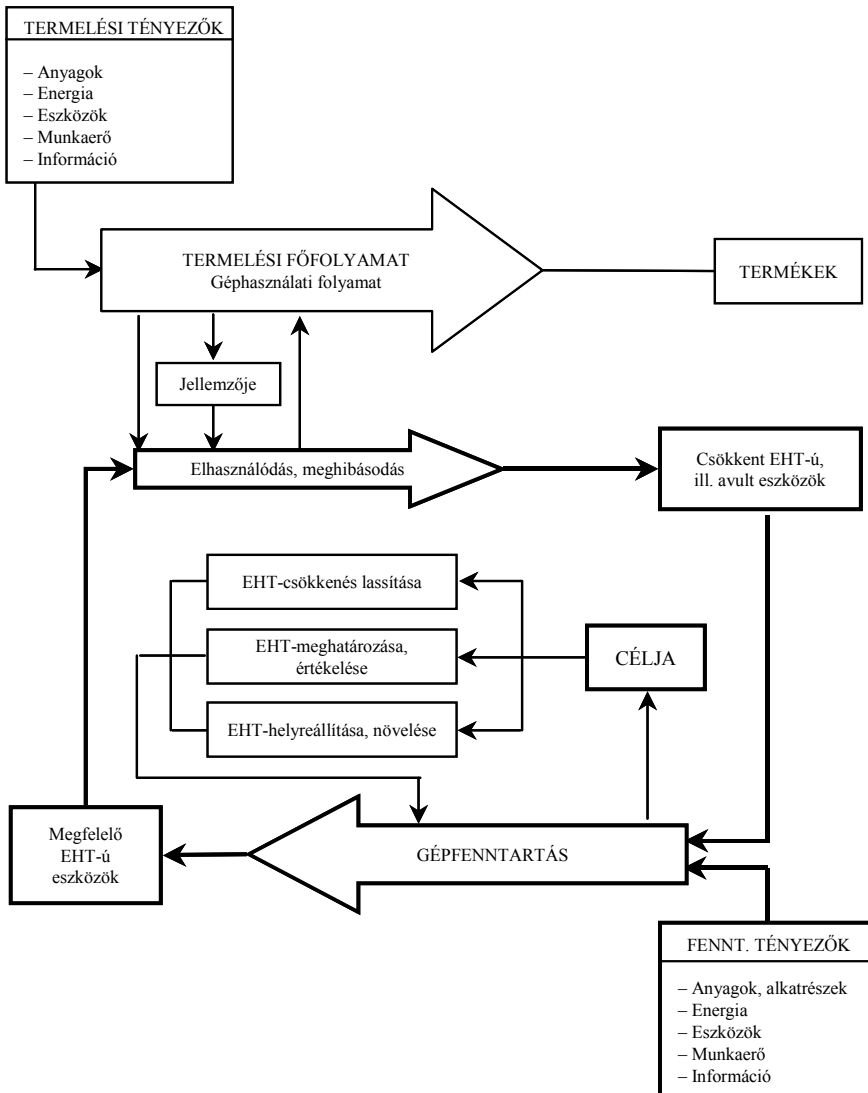 TERMELÉSI TÉNYEZŐK
– Anyagok
– Energia
– Eszközök
– Munkaerő
– Információ
TERMELÉSI FŐFOLYAMAT
Géphasználati folyamat
TERMÉKEK
Jellemzője
Elhasználódás, meghibásodás
Csökkent EHT-ú,
ill. avult eszközök
EHT-csökkenés lassítása
EHT-meghatározása,
értékelése
CÉLJA
EHT-helyreállítása, növelése
Megfelelő
EHT-ú
eszközök
GÉPFENNTARTÁS
FENNT. TÉNYEZŐK
– Anyagok, alkatrészek
– Energia
– Eszközök
– Munkaerő
– Információ